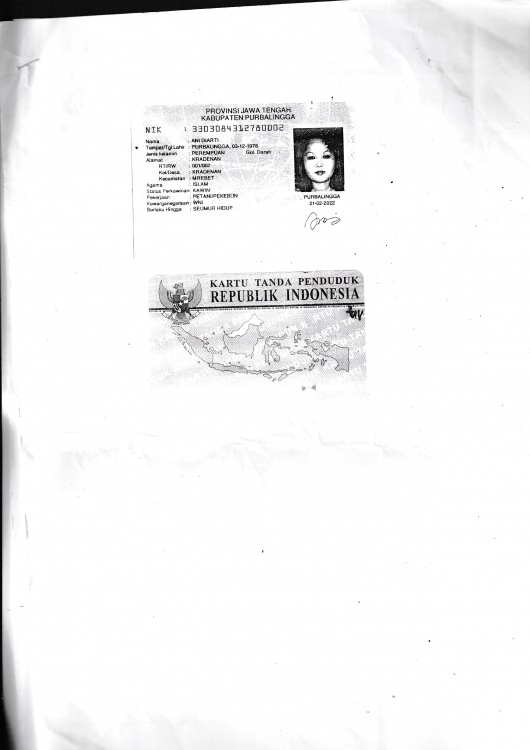 PROVINSI JAWA TENGAH
KABUPATEN PURBALINGGA
NIK : 3303084312780002
Nama : ANI DIARTI
Tempat/Tgl Lahir : PURBALINGGA, 03-12-1978
Jenis kelamin : PEREMPUAN Gol. Darah
Alamat : KRADENAN
RT/RW : 001/002
Kel/Desa : KRADENAN
Kecamatan : MREBET
Agama : ISLAM
Status Perkawinan: KAWIN
Pekerjaan : PETANI/PEKEBUN
Kewarganegaraan : WNI
Berlaku Hingga : SEUMUR HIDUP
PURBALINGGA
21-02-2022
KARTU TANDA PENDUDUK
REPUBLIK INDONESIA